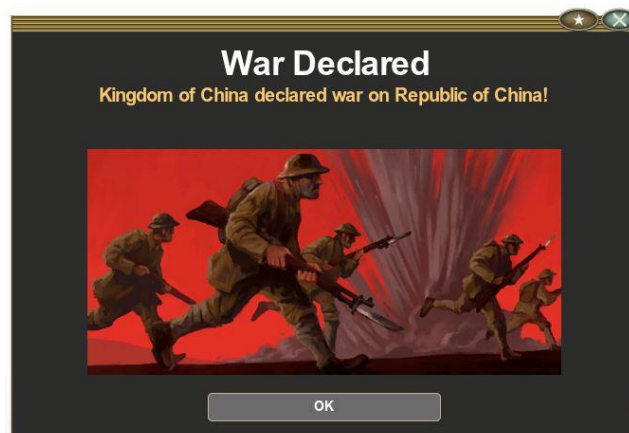 War Declared
Kingdom of China declared war on Republic of China!
OK